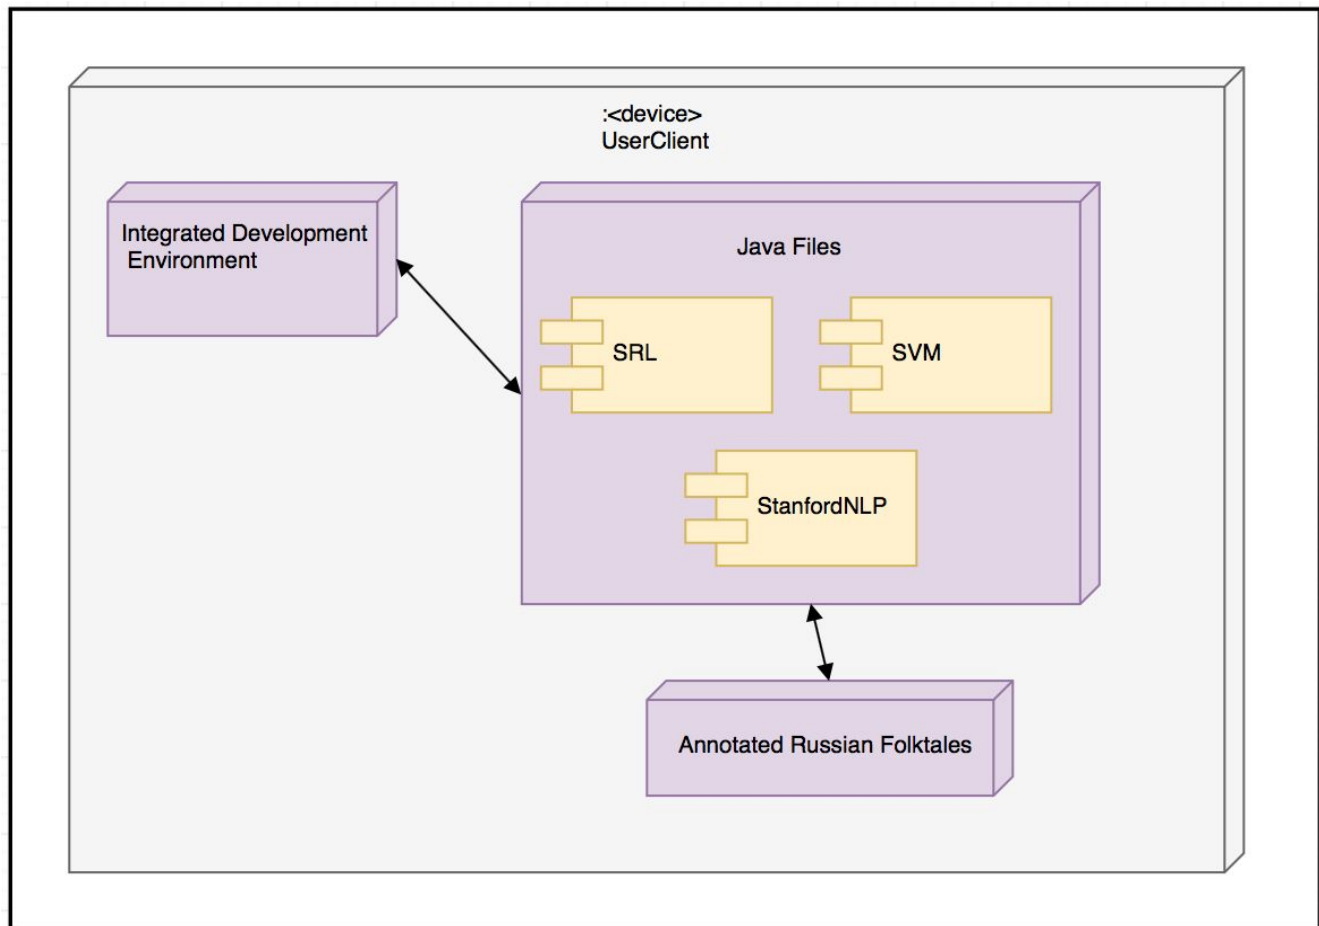 :<device>
UserClient
Integrated Development
Environment
Java Files
SRL
SVM
StanfordNLP
Annotated Russian Folktales